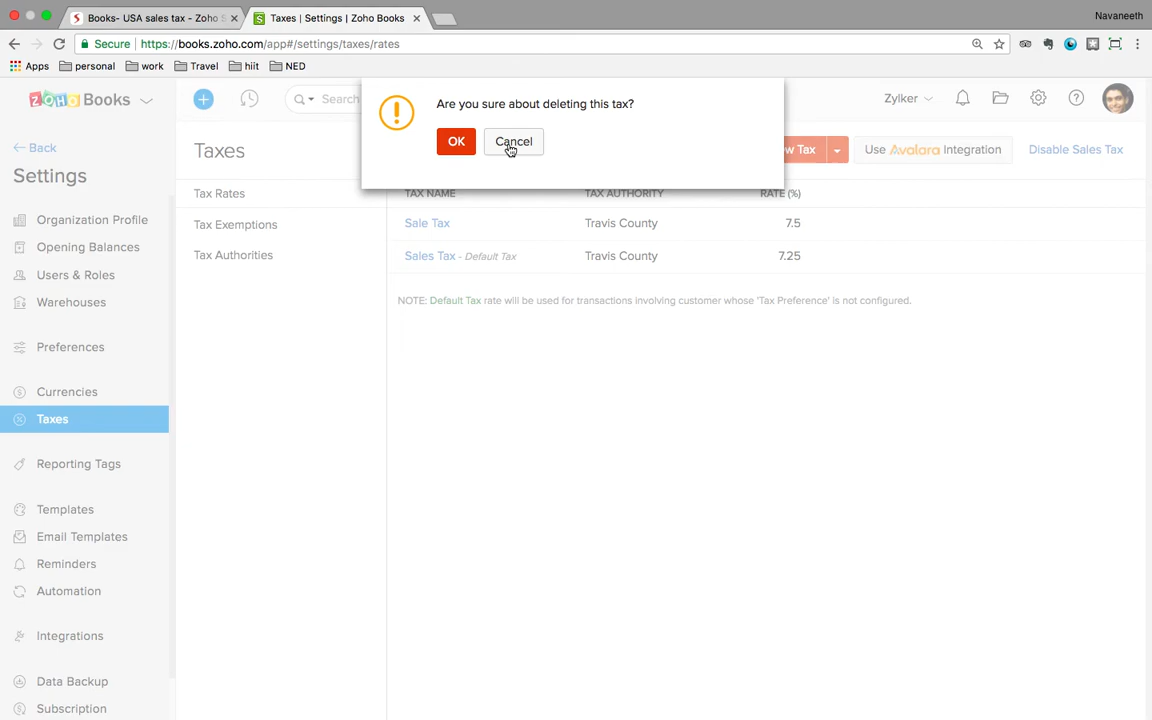 Books- USA sales tax - Zoho S
Taxes | Settings | Zoho Books
Navaneeth
Secure
https://books.zoho.com/app#/settings/taxes/rates
Apps
personal
work
Travel
hiit
NED
ZOHO Books
Search
Are you sure about deleting this tax?
OK
Cancel
Zylker
Back
Settings
Organization Profile
Opening Balances
Users & Roles
Warehouses
Preferences
Currencies
Taxes
Reporting Tags
Templates
Email Templates
Reminders
Automation
Integrations
Data Backup
Subscription
Taxes
w Tax
Use Avalara Integration
Disable Sales Tax
Tax Rates
Tax Exemptions
Tax Authorities
TAX NAME TAX AUTHORITY RATE (%)
Sale Tax Travis County 7.5
Sales Tax - Default Tax Travis County 7.25
NOTE: Default Tax rate will be used for transactions involving customer whose 'Tax Preference' is not configured.